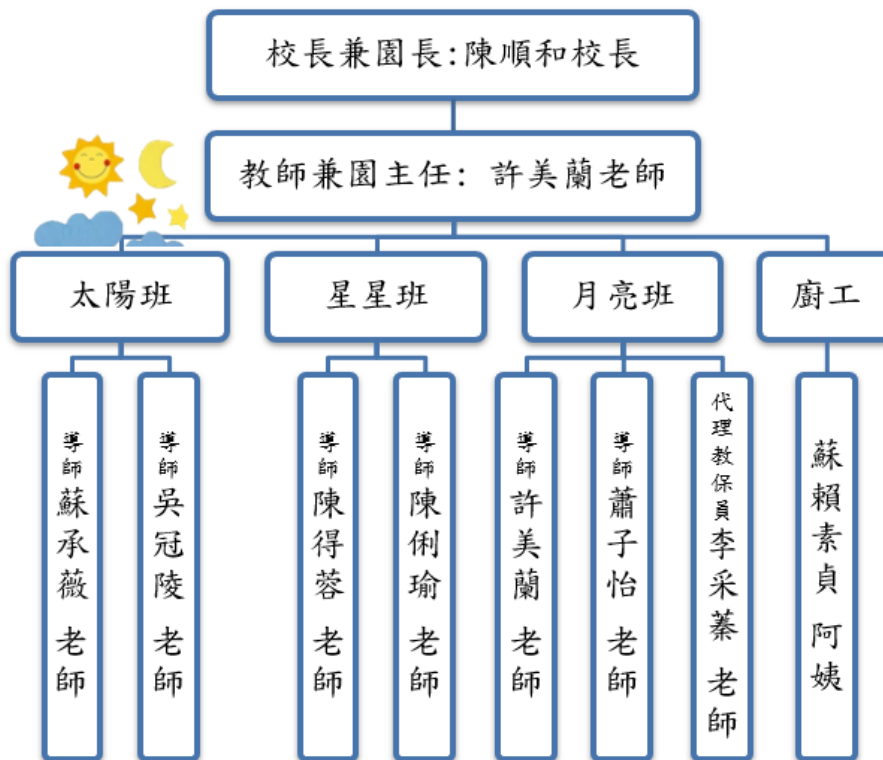 校長兼園長:陳順和校長
教師兼園主任: 許美蘭老師
太陽班
星星班
月亮班
廚工
導師蘇承薇 老師
導師吳冠陵 老師
導師陳得蓉 老師
導師陳俐瑜 老師
導師許美蘭 老師
導師蕭子怡 老師
代理教保員李采蓁 老師
蘇賴素貞 阿姨